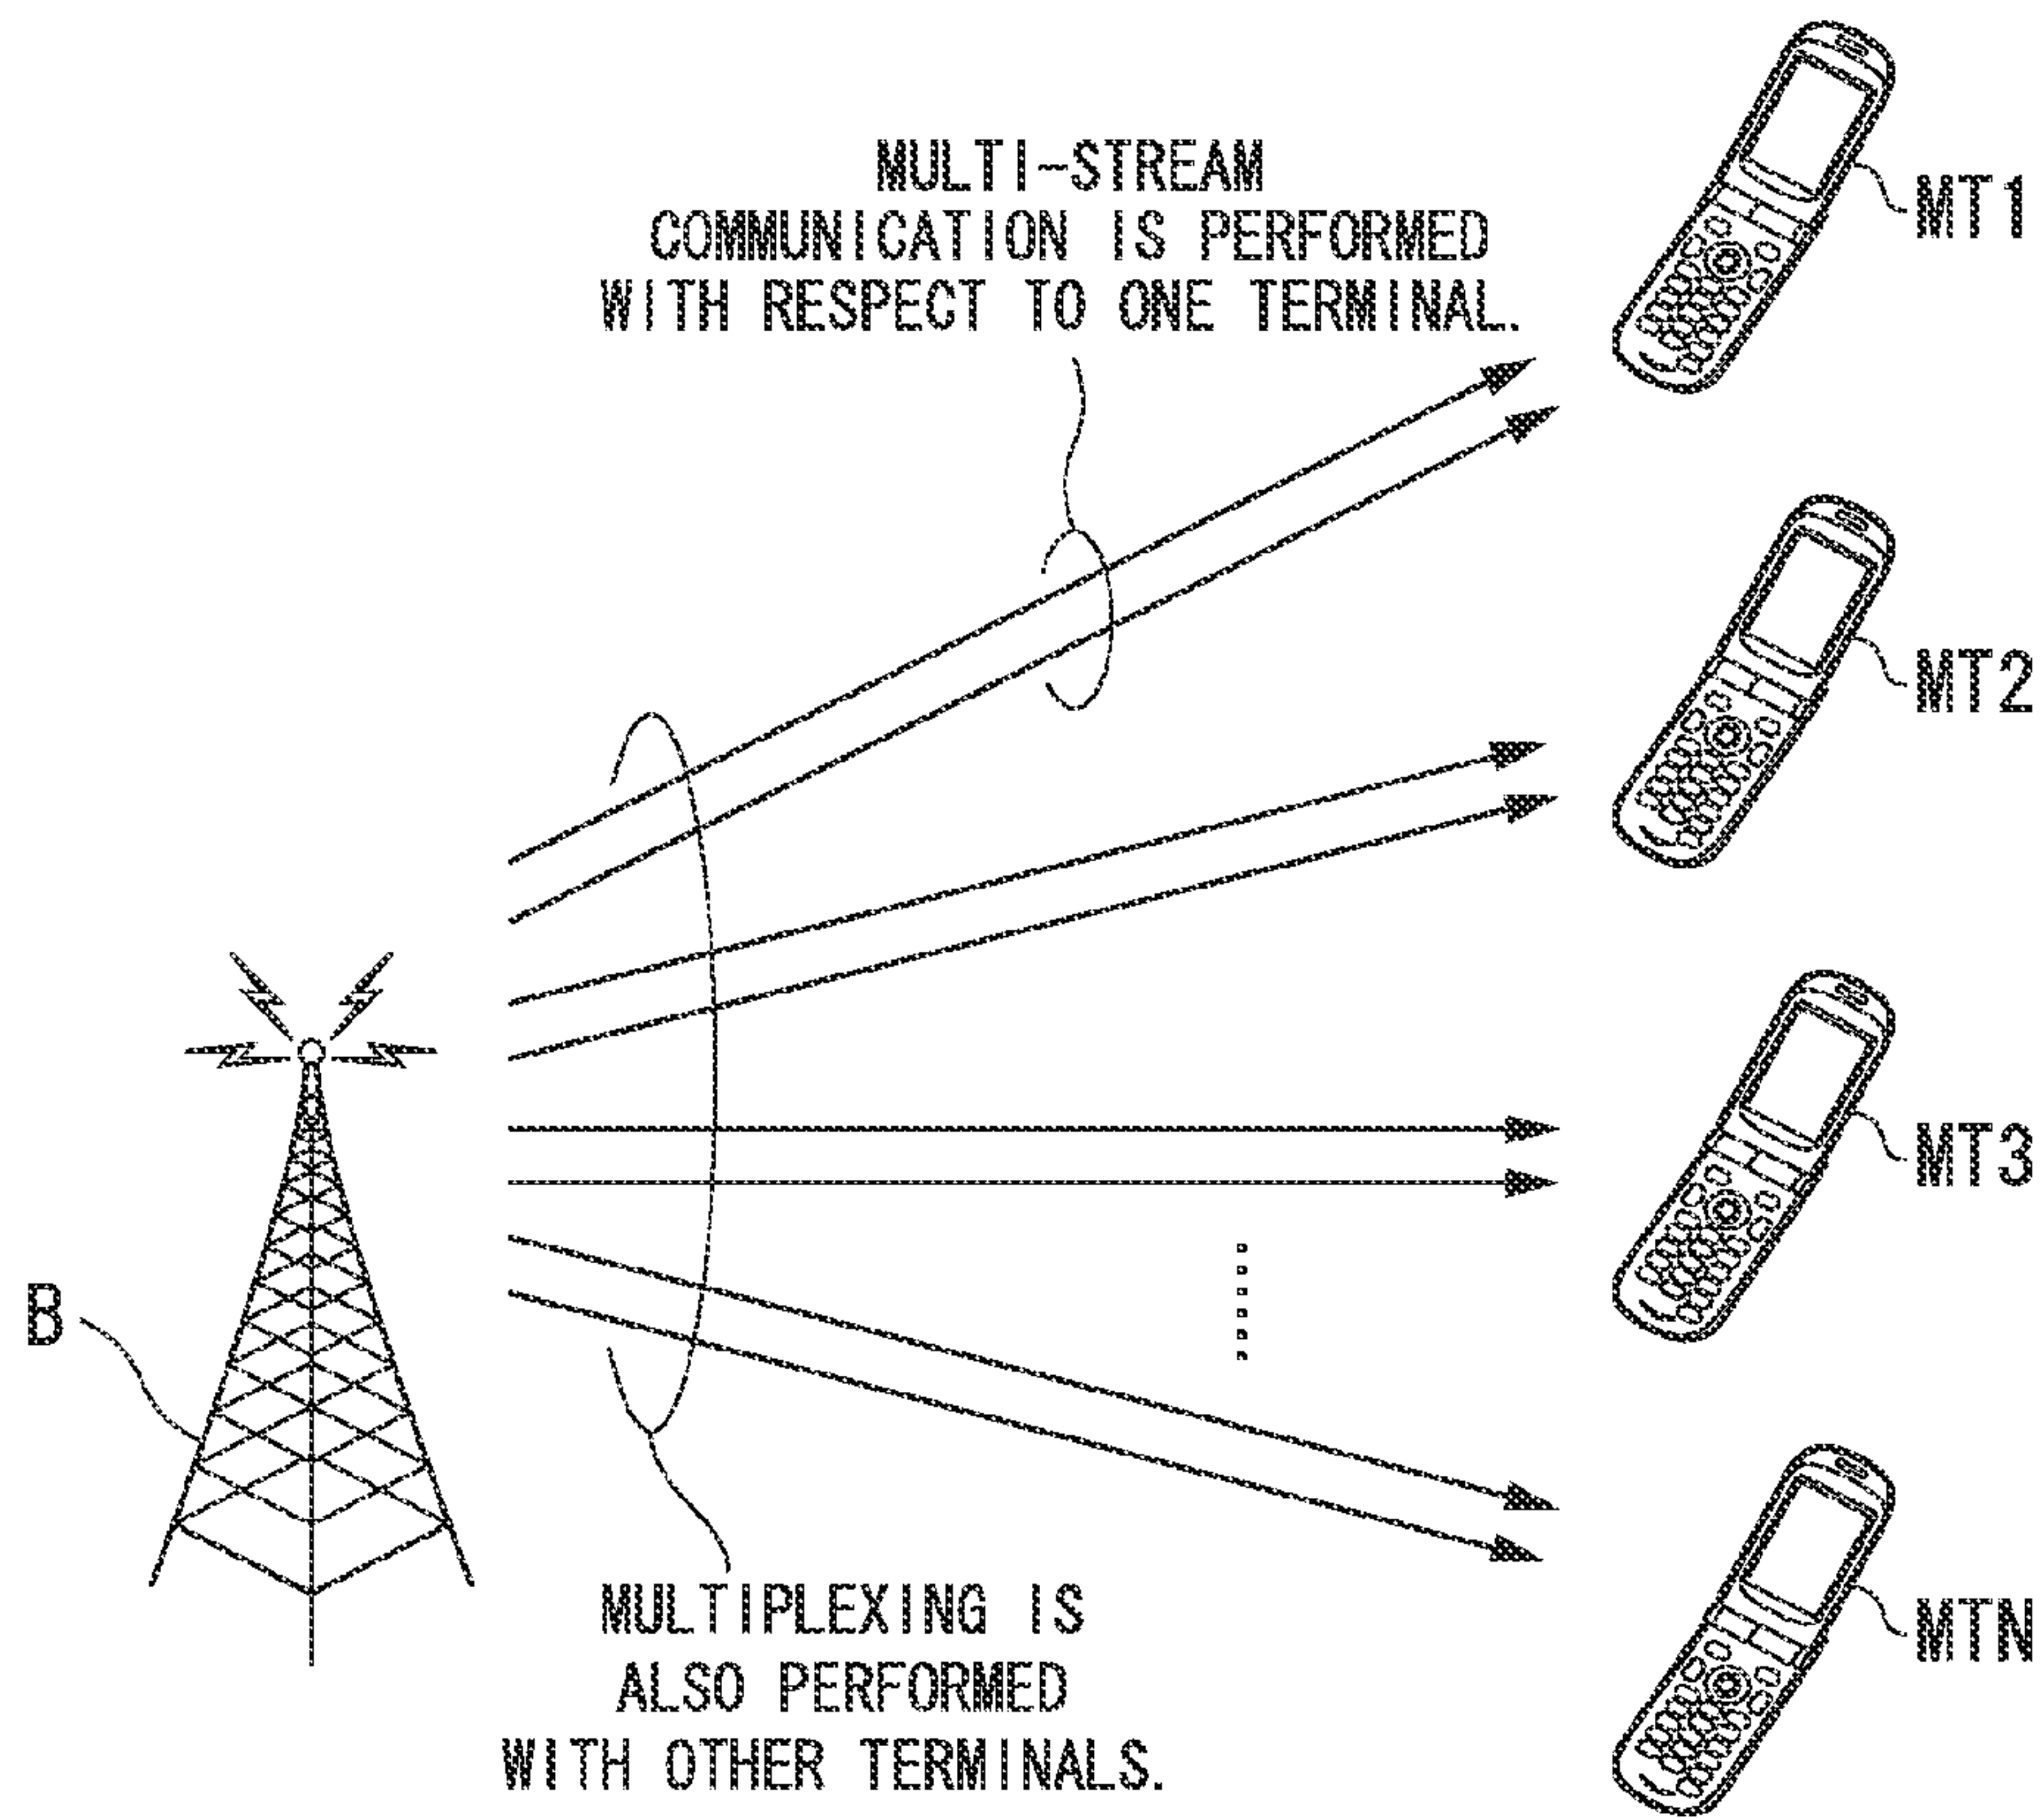 MULTI-STREAM
COMMUNICATION IS PERFORMED
WITH RESPECT TO ONE TERMINAL.
MT1
MT2
MT3
B
MTN
MULTIPLEXING IS
ALSO PERFORMED
WITH OTHER TERMINALS.